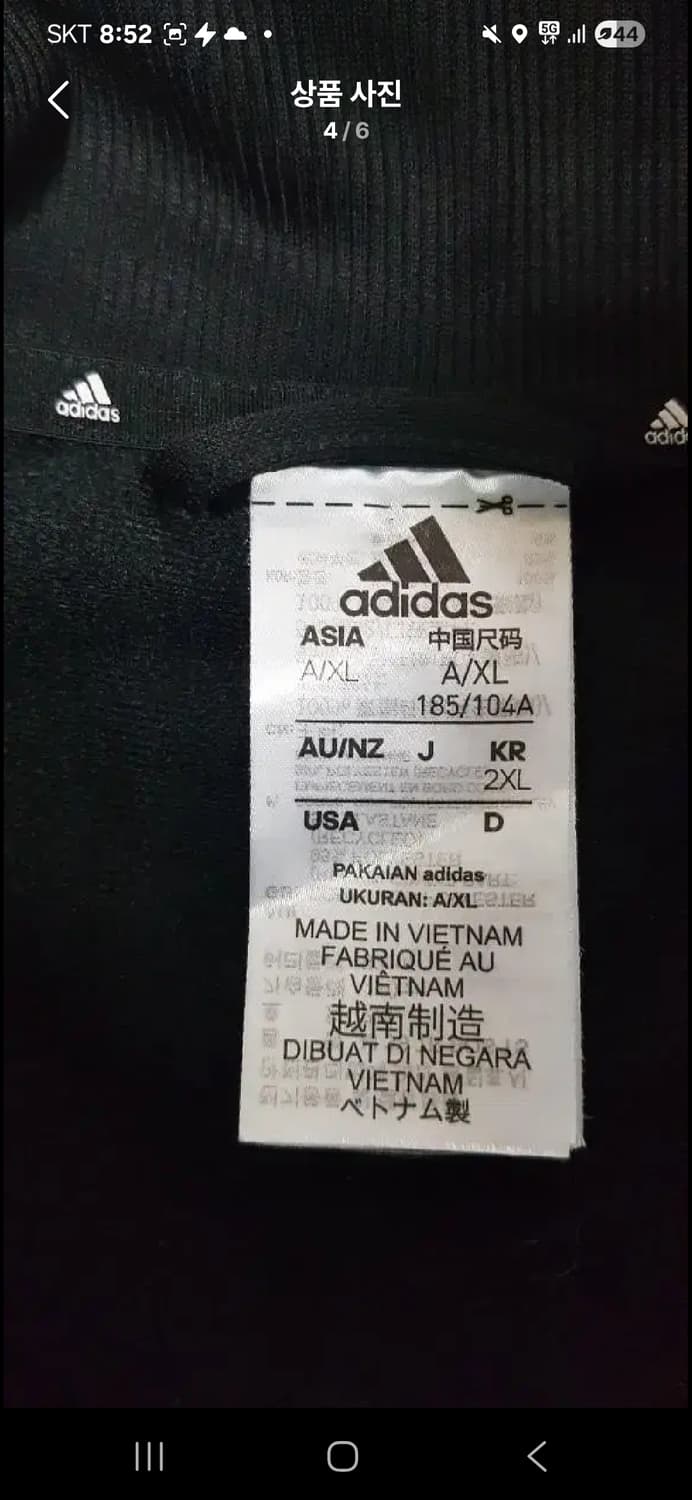 SKT 8:52
5G
44
상품 사진
4 / 6
adidas
adid
adidas
ASIA 中国尺码
A/XL A/XL
185/104A
AU/NZ J KR
2XL
USA D
PAKAIAN adidas
UKURAN: A/XL
MADE IN VIETNAM
FABRIQUÉ AU
VIÊTNAM
越南制造
DIBUAT DI NEGARA
VIETNAM
ベトナム製